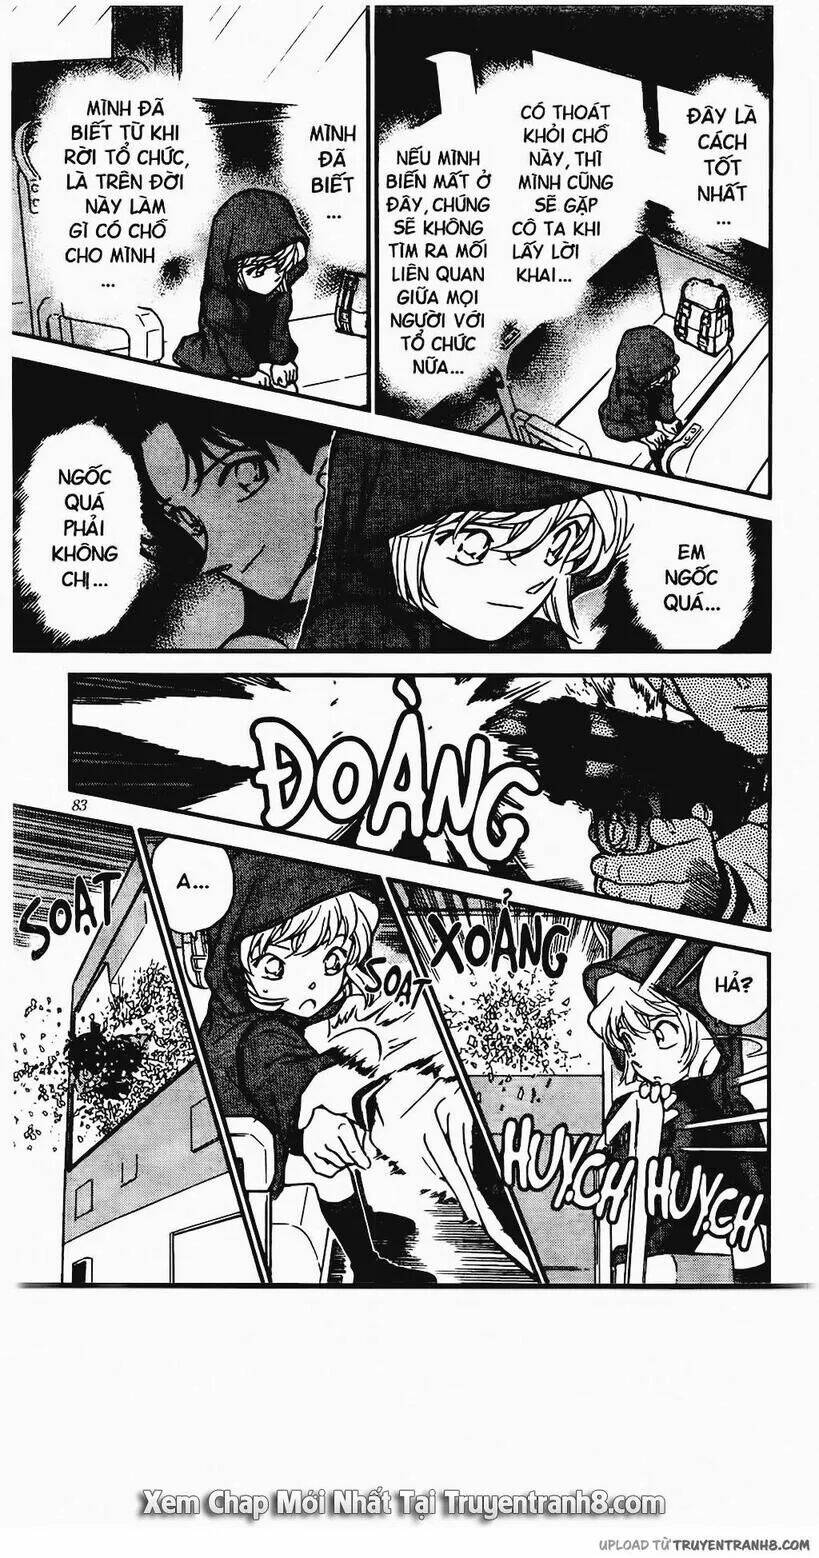 ĐÂY LÀ
CÁCH
TỐT
NHẤT
...
CÓ THOÁT
KHỎI CHỖ
NÀY, THÌ
MÌNH CŨNG
SẼ GẶP
CÔ TA KHI
LẤY LỜI
KHAI...
NẾU MÌNH
BIẾN MẤT Ở
ĐÂY, CHÚNG
SẼ KHÔNG
TÌM RA MỐI
LIÊN QUAN
GIỮA MỌI
NGƯỜI VỚI
TỔ CHỨC
NỮA...
MÌNH
ĐÃ
BIẾT
...
MÌNH ĐÃ
BIẾT TỪ KHI
RỜI TỔ CHỨC,
LÀ TRÊN ĐỜI
NÀY LÀM
GÌ CÓ CHỖ
CHO MÌNH
...
EM
NGỐC
QUÁ...
NGỐC
QUÁ
PHẢI
KHÔNG
CHỊ...
ĐOÀNG
83
HẢ?
XOẢNG
HUỴCH HUỴCH
A...
SOẠT
SOẠT
Xem Chap Mới Nhất Tại Truyentranh8.com
UPLOAD TỪ TRUYENTRANH8.COM